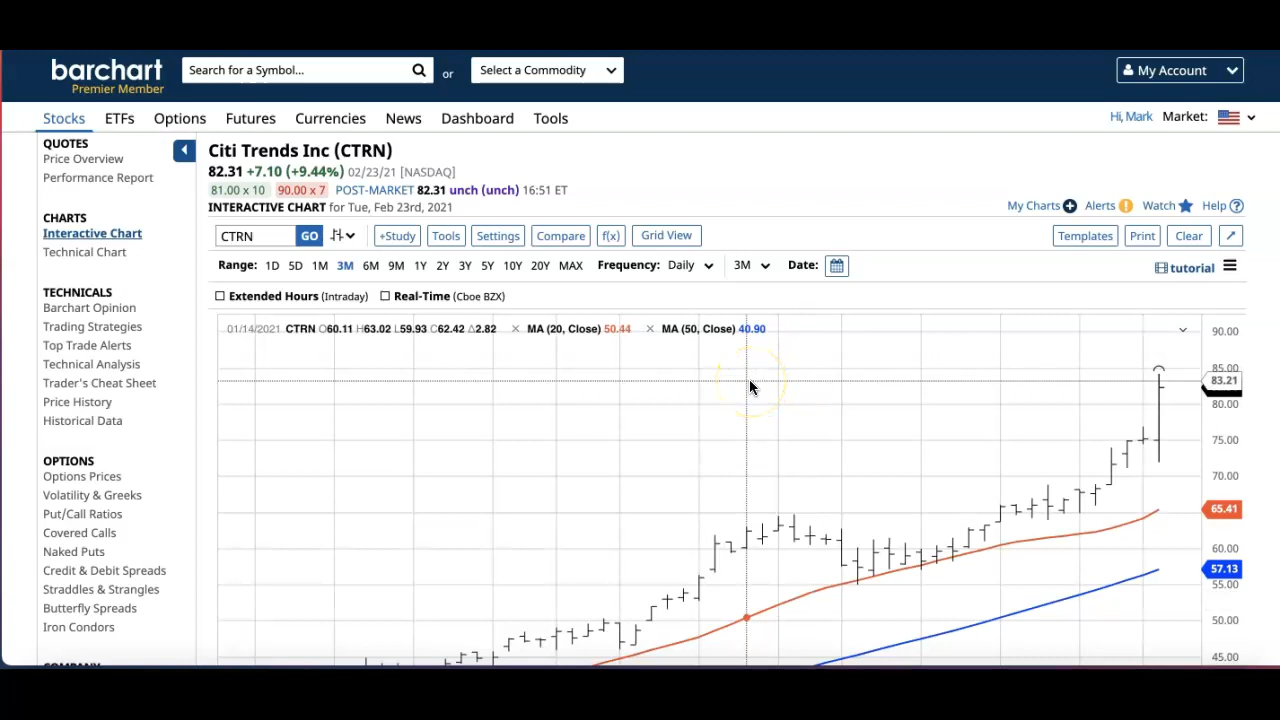 barchart
Premier Member
Search for a Symbol...
or
Select a Commodity
My Account
Stocks ETFs Options Futures Currencies News Dashboard Tools
Hi, Mark Market:
QUOTES
Price Overview
Performance Report
CHARTS
Interactive Chart
Technical Chart
TECHNICALS
Barchart Opinion
Trading Strategies
Top Trade Alerts
Technical Analysis
Trader's Cheat Sheet
Price History
Historical Data
OPTIONS
Options Prices
Volatility & Greeks
Put/Call Ratios
Covered Calls
Naked Puts
Credit & Debit Spreads
Straddles & Strangles
Butterfly Spreads
Iron Condors
Citi Trends Inc (CTRN)
82.31 +7.10 (+9.44%) 02/23/21 [NASDAQ]
81.00 x 10 90.00 x 7 POST-MARKET 82.31 unch (unch) 16:51 ET
INTERACTIVE CHART for Tue, Feb 23rd, 2021
My Charts Alerts Watch Help
CTRN GO +Study Tools Settings Compare f(x) Grid View
Templates Print Clear
Range: 1D 5D 1M 3M 6M 9M 1Y 2Y 3Y 5Y 10Y 20Y MAX Frequency: Daily 3M Date:
tutorial
Extended Hours (Intraday) Real-Time (Cboe BZX)
01/14/2021 CTRN O60.11 H63.02 L59.93 C62.42 Δ2.82 × MA (20, Close) 50.44 × MA (50, Close) 40.90
90.00
85.00
83.21
80.00
75.00
70.00
65.41
60.00
57.13
55.00
50.00
45.00